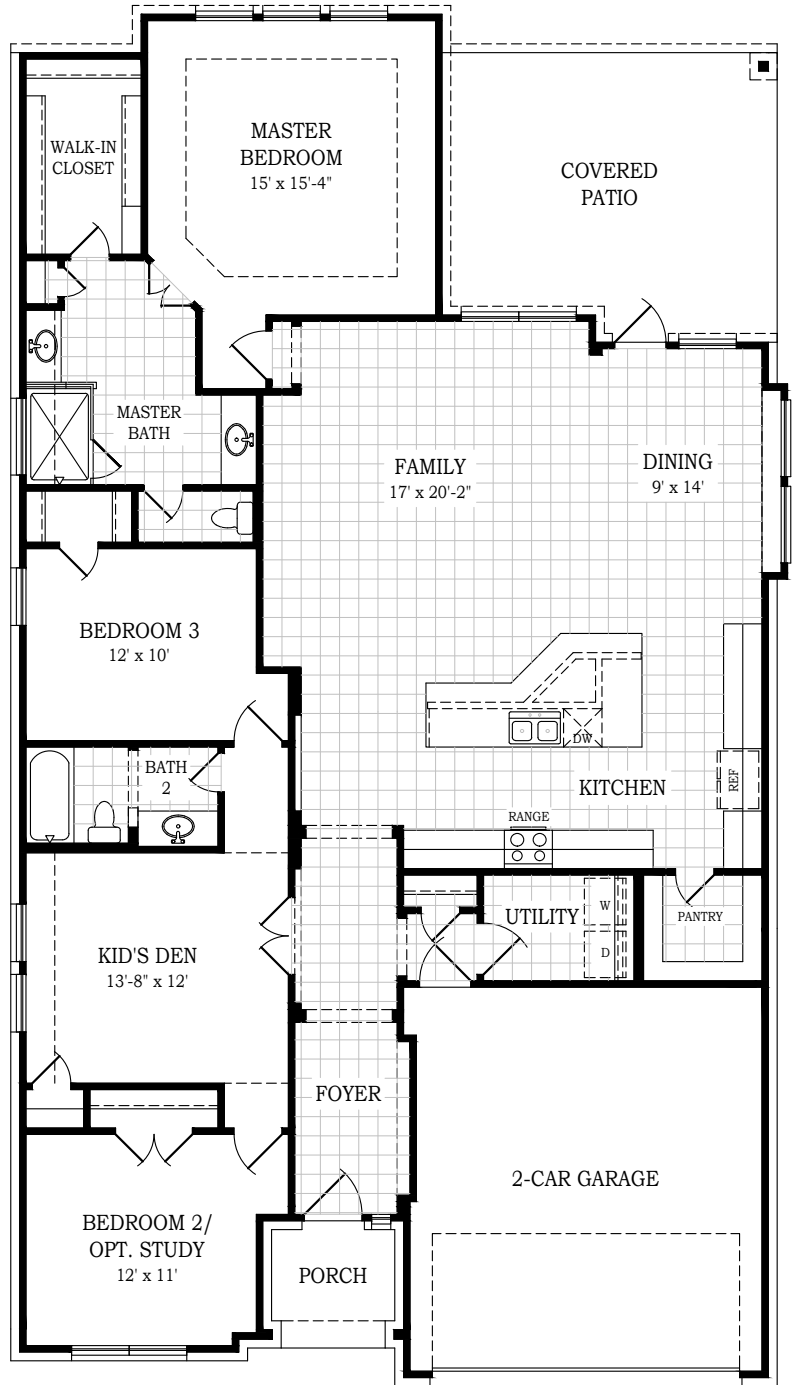 MASTER
BEDROOM
15' x 15'-4"
WALK-IN
CLOSET
COVERED
PATIO
MASTER
BATH
FAMILY
17' x 20'-2"
DINING
9' x 14'
BEDROOM 3
12' x 10'
DW
BATH
2
KITCHEN
REF
RANGE
W
UTILITY
PANTRY
D
KID'S DEN
13'-8" x 12'
FOYER
2-CAR GARAGE
BEDROOM 2/
OPT. STUDY
12' x 11'
PORCH